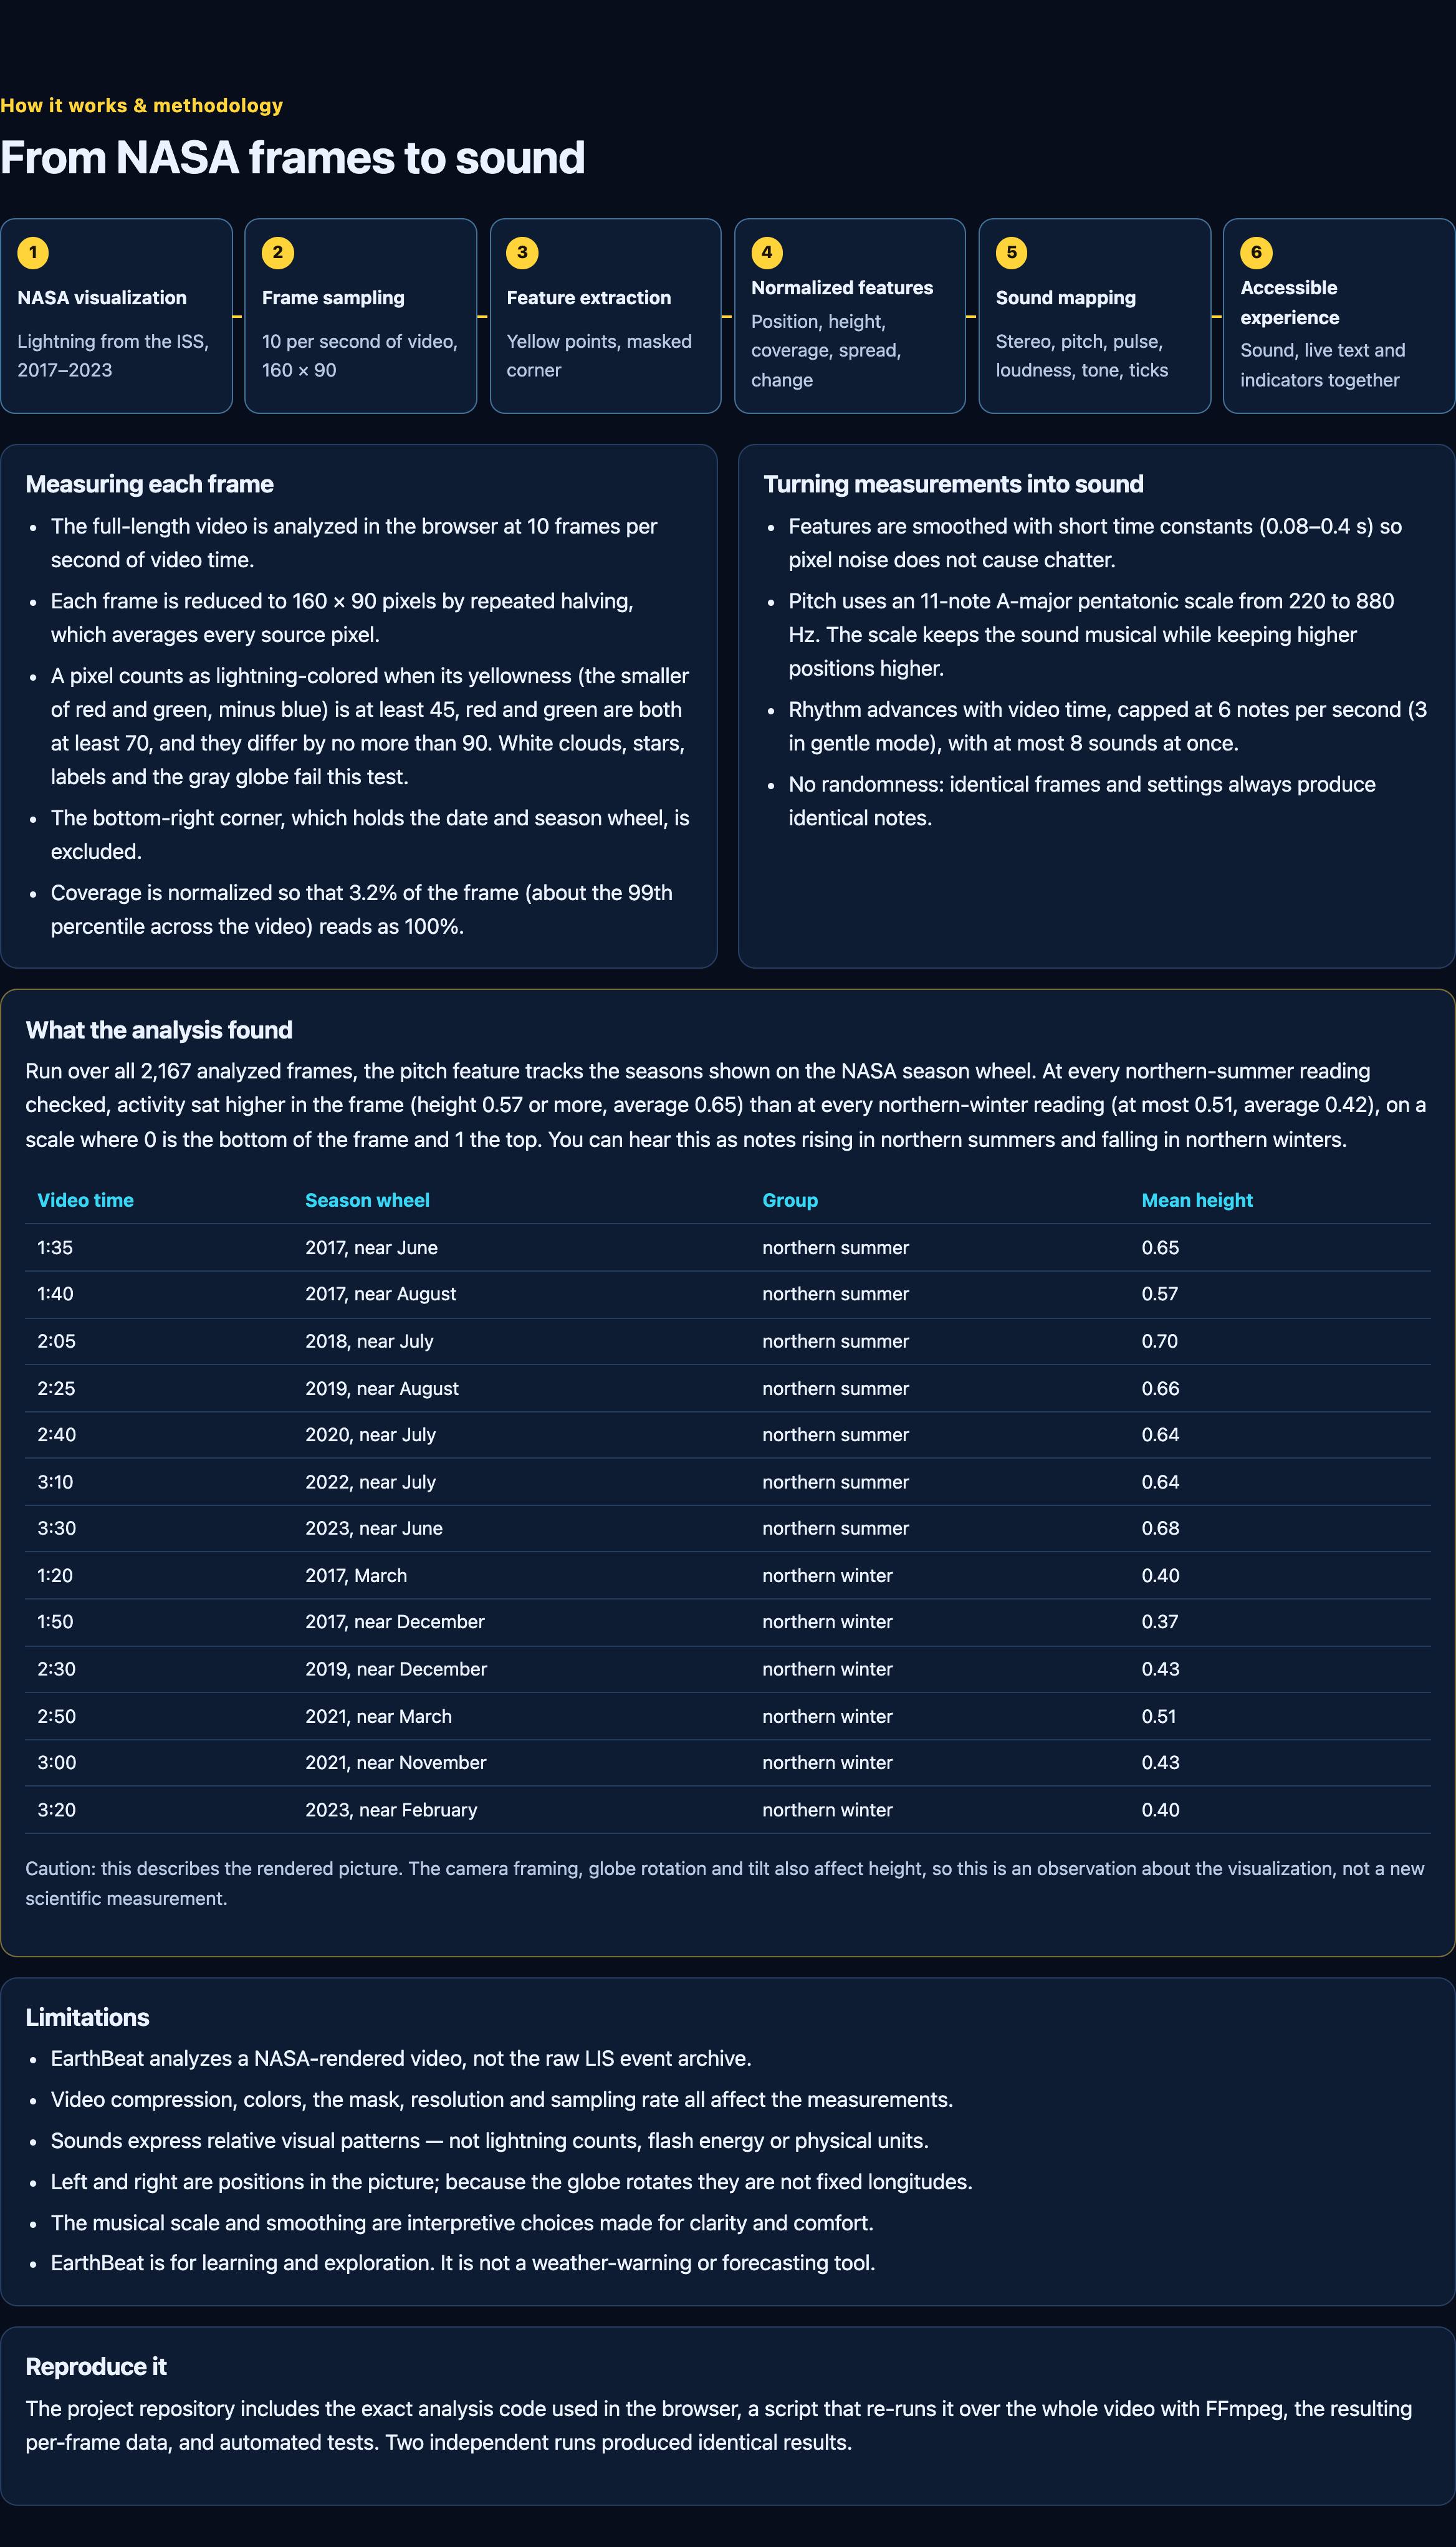 How it works & methodology
From NASA frames to sound
1
NASA visualization
Lightning from the ISS,
2017–2023
2
Frame sampling
10 per second of video,
160 × 90
3
Feature extraction
Yellow points, masked
corner
4
Normalized features
Position, height,
coverage, spread,
change
5
Sound mapping
Stereo, pitch, pulse,
loudness, tone, ticks
6
Accessible
experience
Sound, live text and
indicators together
Measuring each frame
• The full-length video is analyzed in the browser at 10 frames per
second of video time.
• Each frame is reduced to 160 × 90 pixels by repeated halving,
which averages every source pixel.
• A pixel counts as lightning-colored when its yellowness (the smaller
of red and green, minus blue) is at least 45, red and green are both
at least 70, and they differ by no more than 90. White clouds, stars,
labels and the gray globe fail this test.
• The bottom-right corner, which holds the date and season wheel, is
excluded.
• Coverage is normalized so that 3.2% of the frame (about the 99th
percentile across the video) reads as 100%.
Turning measurements into sound
• Features are smoothed with short time constants (0.08–0.4 s) so
pixel noise does not cause chatter.
• Pitch uses an 11-note A-major pentatonic scale from 220 to 880
Hz. The scale keeps the sound musical while keeping higher
positions higher.
• Rhythm advances with video time, capped at 6 notes per second (3
in gentle mode), with at most 8 sounds at once.
• No randomness: identical frames and settings always produce
identical notes.
What the analysis found
Run over all 2,167 analyzed frames, the pitch feature tracks the seasons shown on the NASA season wheel. At every northern-summer reading
checked, activity sat higher in the frame (height 0.57 or more, average 0.65) than at every northern-winter reading (at most 0.51, average 0.42), on a
scale where 0 is the bottom of the frame and 1 the top. You can hear this as notes rising in northern summers and falling in northern winters.
Video time Season wheel Group Mean height
1:35 2017, near June northern summer 0.65
1:40 2017, near August northern summer 0.57
2:05 2018, near July northern summer 0.70
2:25 2019, near August northern summer 0.66
2:40 2020, near July northern summer 0.64
3:10 2022, near July northern summer 0.64
3:30 2023, near June northern summer 0.68
1:20 2017, March northern winter 0.40
1:50 2017, near December northern winter 0.37
2:30 2019, near December northern winter 0.43
2:50 2021, near March northern winter 0.51
3:00 2021, near November northern winter 0.43
3:20 2023, near February northern winter 0.40
Caution: this describes the rendered picture. The camera framing, globe rotation and tilt also affect height, so this is an observation about the visualization, not a new
scientific measurement.
Limitations
• EarthBeat analyzes a NASA-rendered video, not the raw LIS event archive.
• Video compression, colors, the mask, resolution and sampling rate all affect the measurements.
• Sounds express relative visual patterns — not lightning counts, flash energy or physical units.
• Left and right are positions in the picture; because the globe rotates they are not fixed longitudes.
• The musical scale and smoothing are interpretive choices made for clarity and comfort.
• EarthBeat is for learning and exploration. It is not a weather-warning or forecasting tool.
Reproduce it
The project repository includes the exact analysis code used in the browser, a script that re-runs it over the whole video with FFmpeg, the resulting
per-frame data, and automated tests. Two independent runs produced identical results.